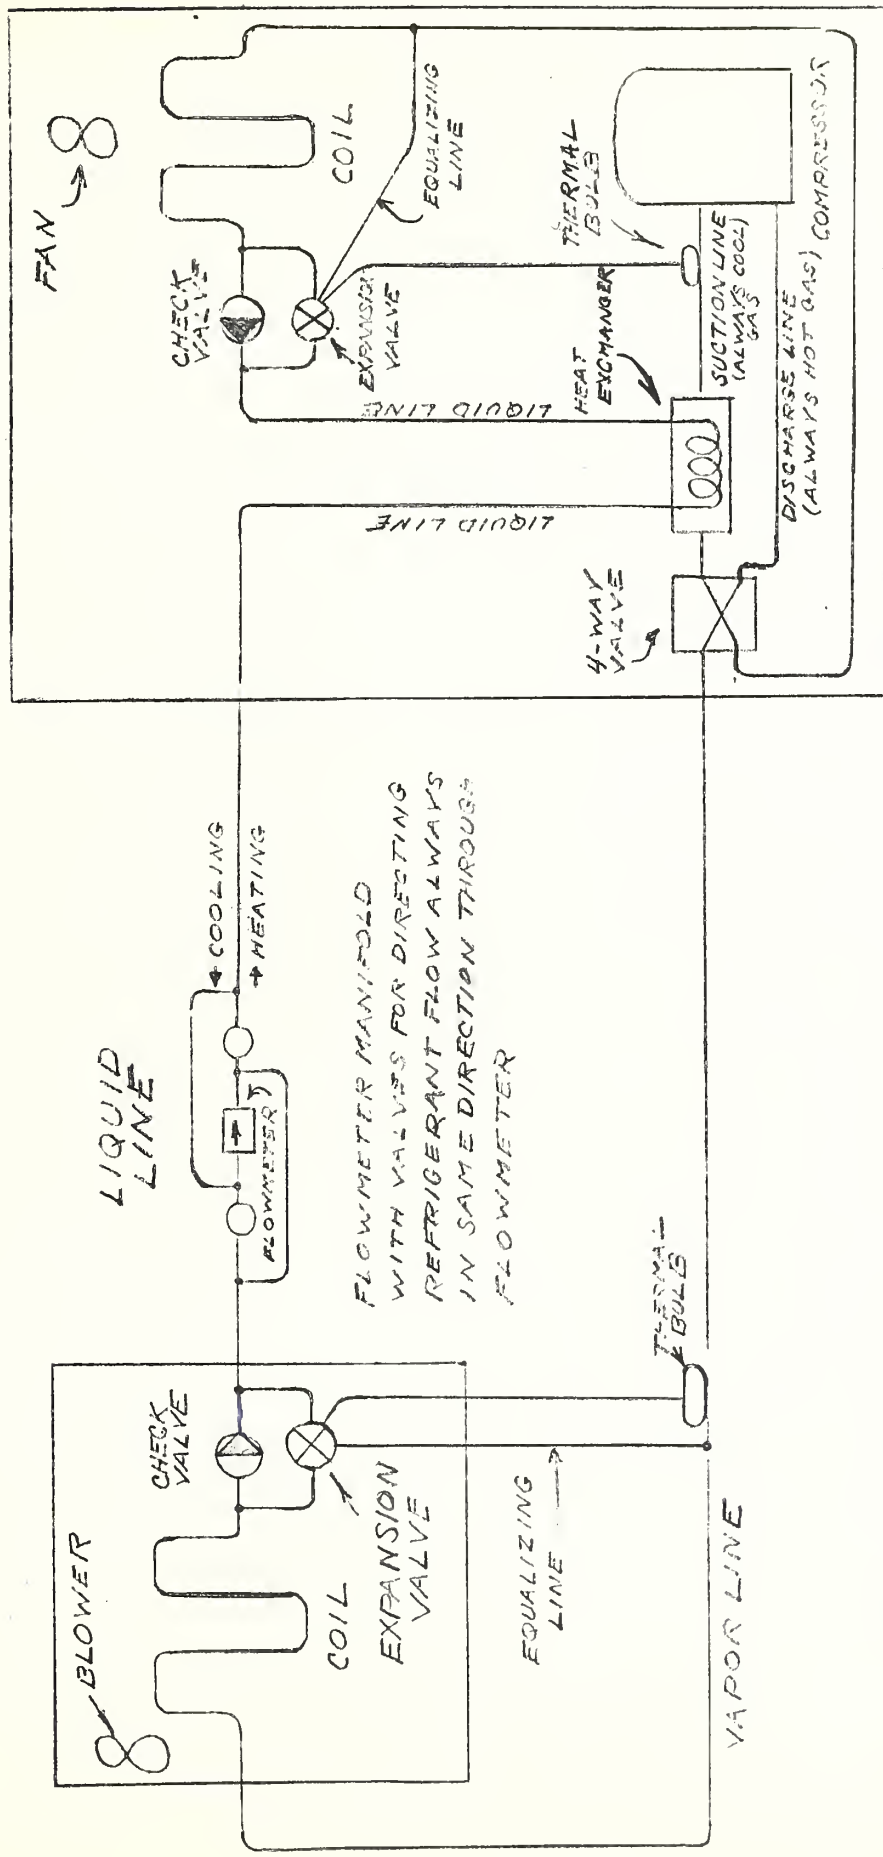 BLOWER
CHECK
VALVE
COIL
EXPANSION
VALVE
EQUALIZING
LINE
VAPOR LINE
THERMAL
BULB
LIQUID
LINE
FLOWMETER
COOLING
HEATING
FLOWMETER MANIFOLD
WITH VALVES FOR DIRECTING
REFRIGERANT FLOW ALWAYS
IN SAME DIRECTION THROUGH
FLOWMETER
FAN
CHECK
VALVE
COIL
EXPANSION
VALVE
EQUALIZING
LINE
LIQUID LINE
LIQUID LINE
THERMAL
BULB
HEAT
EXCHANGER
4-WAY
VALVE
SUCTION LINE
(ALWAYS COOL)
GAS
DISCHARGE LINE
(ALWAYS HOT GAS)
COMPRESSOR